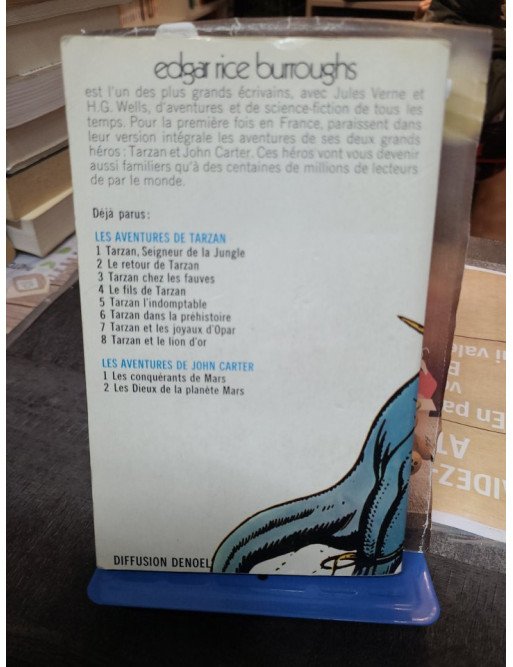 edgar rice burroughs
est l'un des plus grands écrivains, avec Jules Verne et
H.G. Wells, d'aventures et de science-fiction de tous les
temps. Pour la première fois en France, paraissent dans
leur version intégrale les aventures de ses deux grands
héros : Tarzan et John Carter. Ces héros vont vous devenir
aussi familiers qu'à des centaines de millions de lecteurs
de par le monde.
Déjà parus :
LES AVENTURES DE TARZAN
1 Tarzan, Seigneur de la Jungle
2 Le retour de Tarzan
3 Tarzan chez les fauves
4 Le fils de Tarzan
5 Tarzan l'indomptable
6 Tarzan dans la préhistoire
7 Tarzan et les joyaux d'Opar
8 Tarzan et le lion d'or
LES AVENTURES DE JOHN CARTER
1 Les conquérants de Mars
2 Les Dieux de la planète Mars
DIFFUSION DENOEL
En pa
AT
IDEZ-